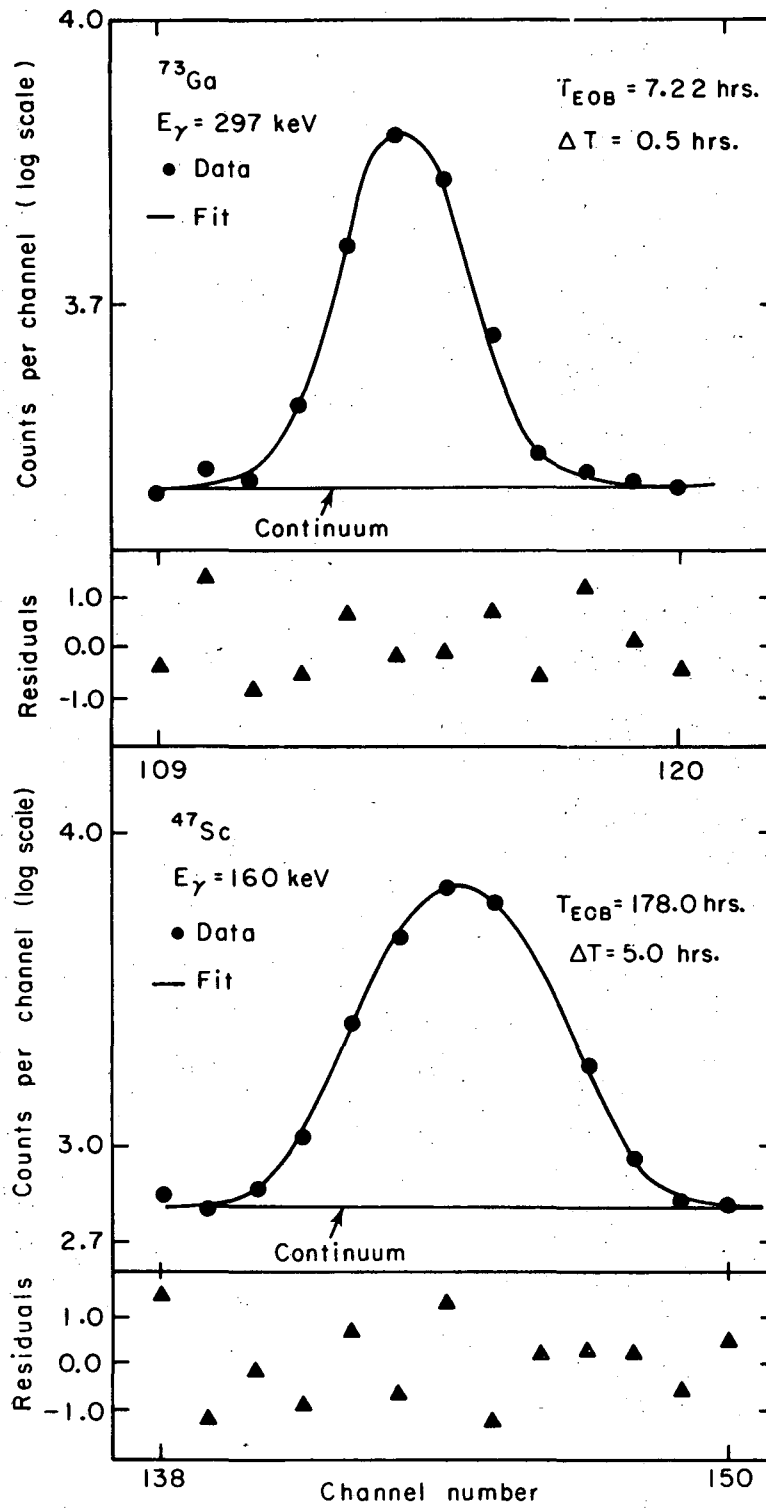 4.0
⁷³Ga
T_EOB = 7.22 hrs.
E_γ = 297 keV
ΔT = 0.5 hrs.
● Data
— Fit
Counts per channel (log scale)
3.7
Continuum
Residuals
1.0
0.0
-1.0
109
120
4.0
⁴⁷Sc
E_γ = 160 keV
T_EOB = 178.0 hrs.
● Data
ΔT = 5.0 hrs.
— Fit
Counts per channel (log scale)
3.0
2.7
Continuum
Residuals
1.0
0.0
-1.0
138
150
Channel number